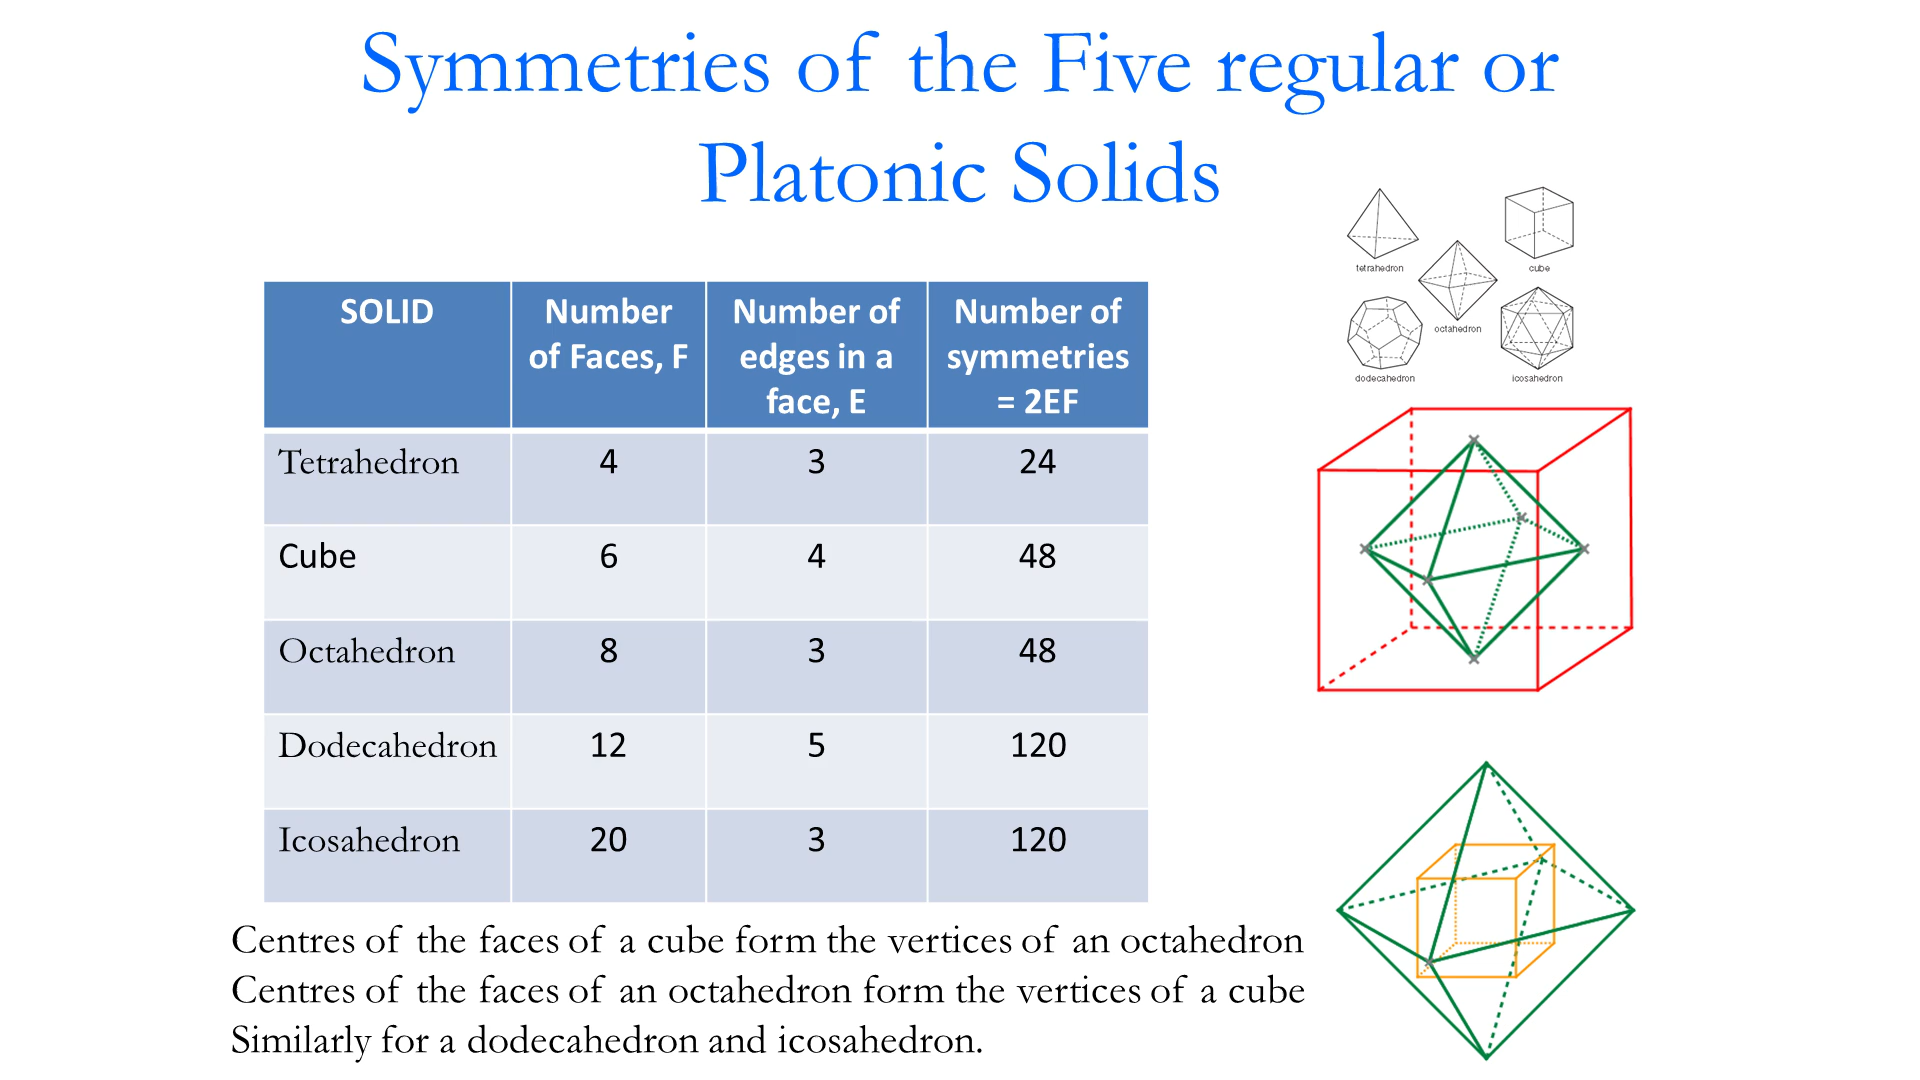 Symmetries of the Five regular or
Platonic Solids
tetrahedron
cube
octahedron
dodecahedron
icosahedron
SOLID
Number
of Faces, F
Number of
edges in a
face, E
Number of
symmetries
= 2EF
Tetrahedron 4 3 24
Cube 6 4 48
Octahedron 8 3 48
Dodecahedron 12 5 120
Icosahedron 20 3 120
Centres of the faces of a cube form the vertices of an octahedron
Centres of the faces of an octahedron form the vertices of a cube
Similarly for a dodecahedron and icosahedron.